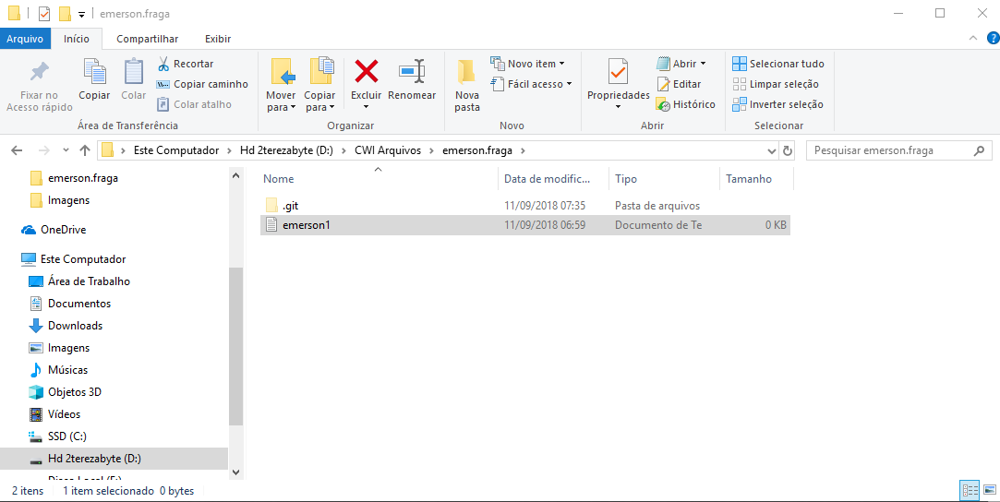 emerson.fraga
Arquivo Início Compartilhar Exibir
Fixar no Acesso rápido
Copiar
Colar
Recortar
Copiar caminho
Colar atalho
Área de Transferência
Mover para
Copiar para
Excluir
Renomear
Organizar
Nova pasta
Novo item
Fácil acesso
Novo
Propriedades
Abrir
Editar
Histórico
Abrir
Selecionar tudo
Limpar seleção
Inverter seleção
Selecionar
Este Computador > Hd 2terezabyte (D:) > CWI Arquivos > emerson.fraga >
Pesquisar emerson.fraga
emerson.fraga
Imagens
OneDrive
Este Computador
Área de Trabalho
Documentos
Downloads
Imagens
Músicas
Objetos 3D
Vídeos
SSD (C:)
Hd 2terezabyte (D:)
Nome Data de modific... Tipo Tamanho
.git 11/09/2018 07:35 Pasta de arquivos
emerson1 11/09/2018 06:59 Documento de Te 0 KB
2 itens 1 item selecionado 0 bytes